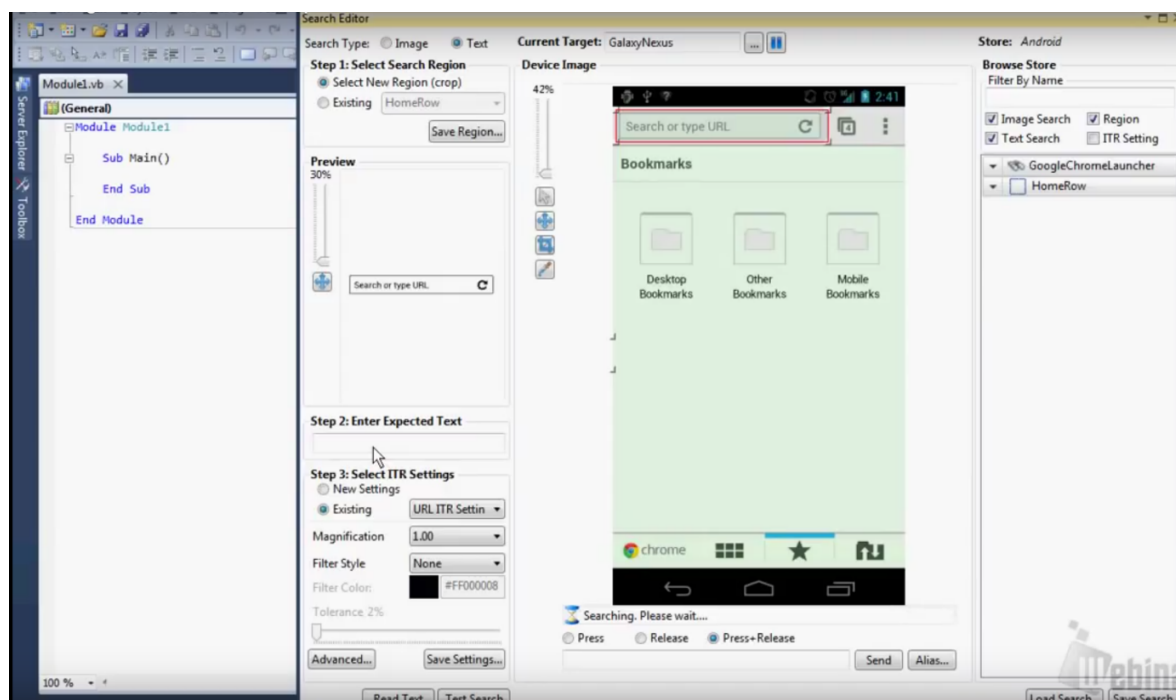 Search Editor
Search Type: Image Text
Current Target: GalaxyNexus ...
Store: Android
Step 1: Select Search Region
Device Image
Browse Store
Filter By Name
Select New Region (crop)
Existing HomeRow
Save Region...
42%
2:41
Search or type URL
4
Image Search Region
Text Search ITR Setting
GoogleChromeLauncher
HomeRow
Module1.vb X
(General)
Module Module1
Sub Main()
End Sub
End Module
Server Explorer
Toolbox
Preview
30%
Search or type URL
Bookmarks
Desktop Bookmarks
Other Bookmarks
Mobile Bookmarks
Step 2: Enter Expected Text
Step 3: Select ITR Settings
New Settings
Existing URL ITR Settin
Magnification 1.00
Filter Style None
Filter Color: #FF000008
Tolerance 2%
Advanced... Save Settings...
Read Text Test Search
chrome
Searching. Please wait....
Press Release Press+Release
Send Alias...
100 %
Load Search Save Search